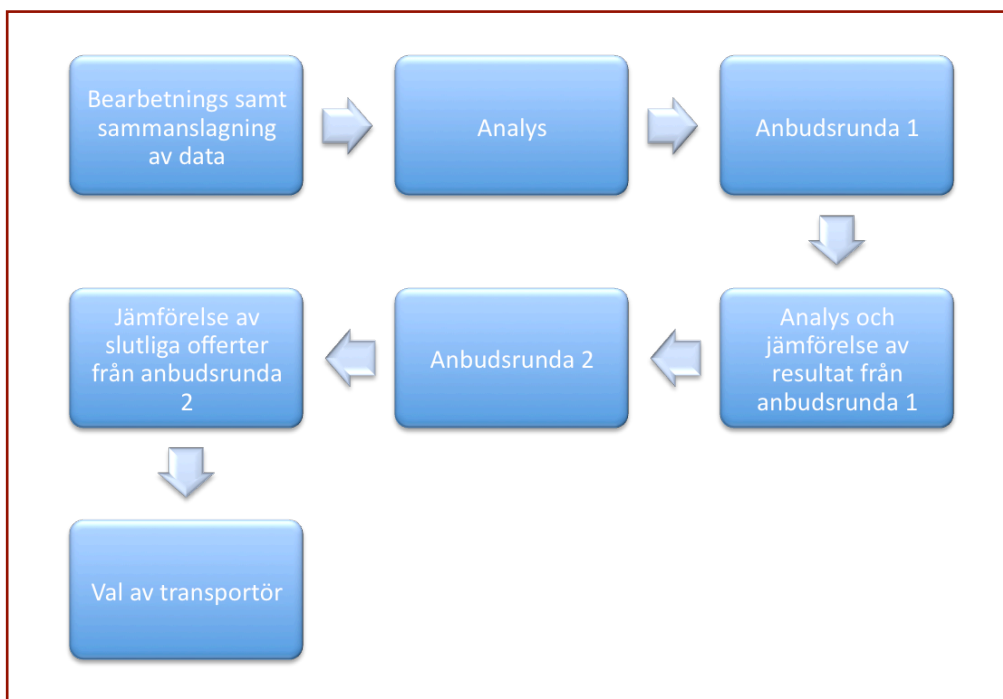 Bearbetnings samt
sammanslagning
av data
Analys
Anbudsrunda 1
Analys och
jämförelse av
resultat från
anbudsrunda 1
Anbudsrunda 2
Jämförelse av
slutliga offerter
från anbudsrunda
2
Val av transportör